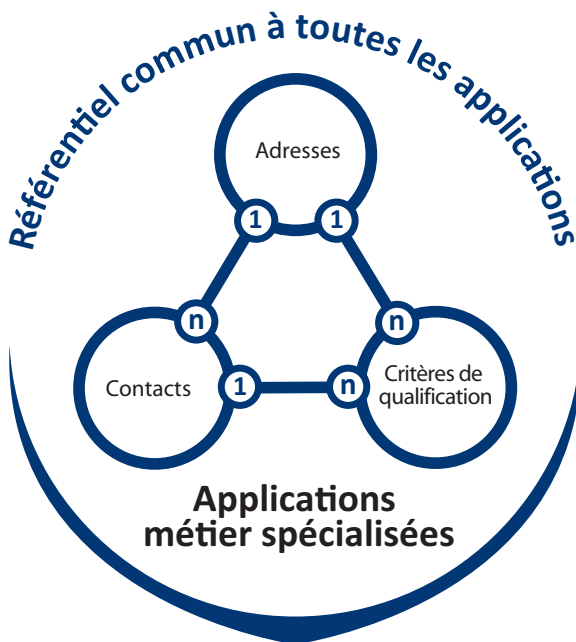 Référentiel commun à toutes les applications
Adresses
1 1
n n
Contacts
1 n
Critères de
qualification
Applications
métier spécialisées